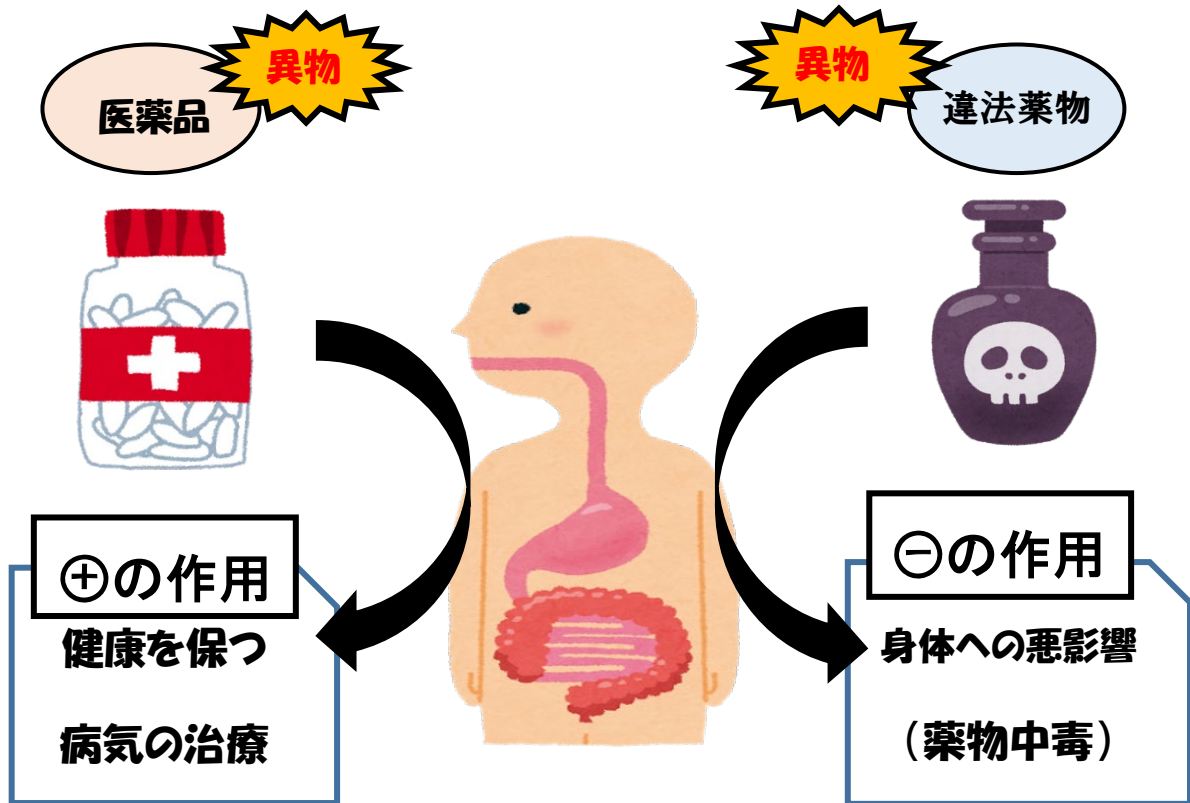 医薬品
異物
異物
違法薬物
⊕の作用
健康を保つ
病気の治療
⊖の作用
身体への悪影響
（薬物中毒）